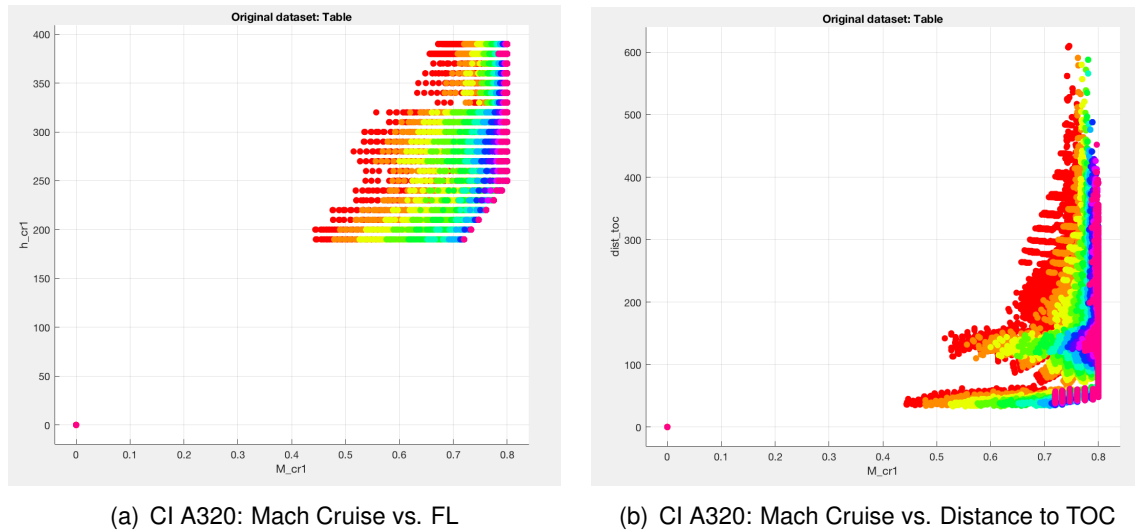 Original dataset: Table
400
350
300
250
200
150
100
50
0
h_cr1
0 0.1 0.2 0.3 0.4 0.5 0.6 0.7 0.8
M_cr1
(a) CI A320: Mach Cruise vs. FL
Original dataset: Table
600
500
400
300
200
100
0
dist_toc
0 0.1 0.2 0.3 0.4 0.5 0.6 0.7 0.8
M_cr1
(b) CI A320: Mach Cruise vs. Distance to TOC